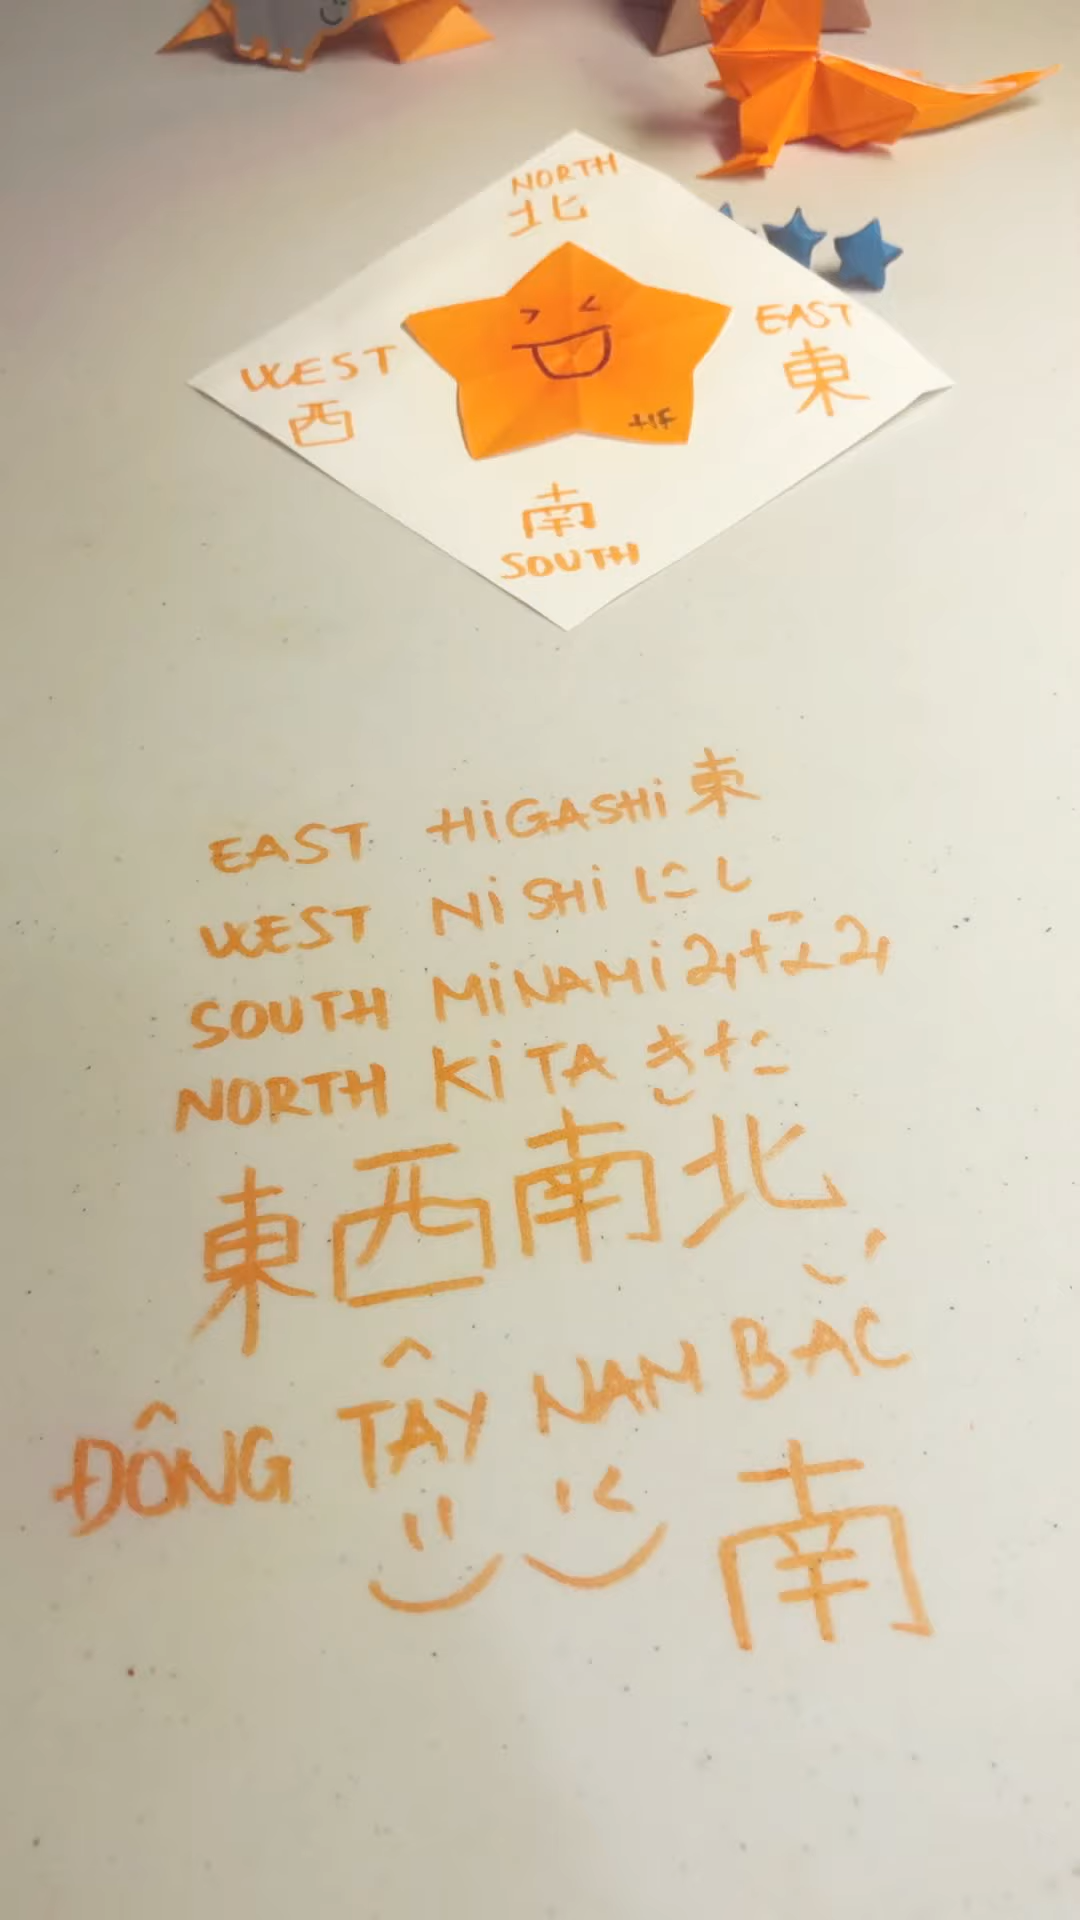 NORTH
北
WEST
西
EAST
東
南
SOUTH
EAST HiGASHi 東
WEST NiSHi にし
SOUTH MiNAMi みなみ
NORTH KiTA きた
東西南北
ĐÔNG TÂY NAM BẮC
南